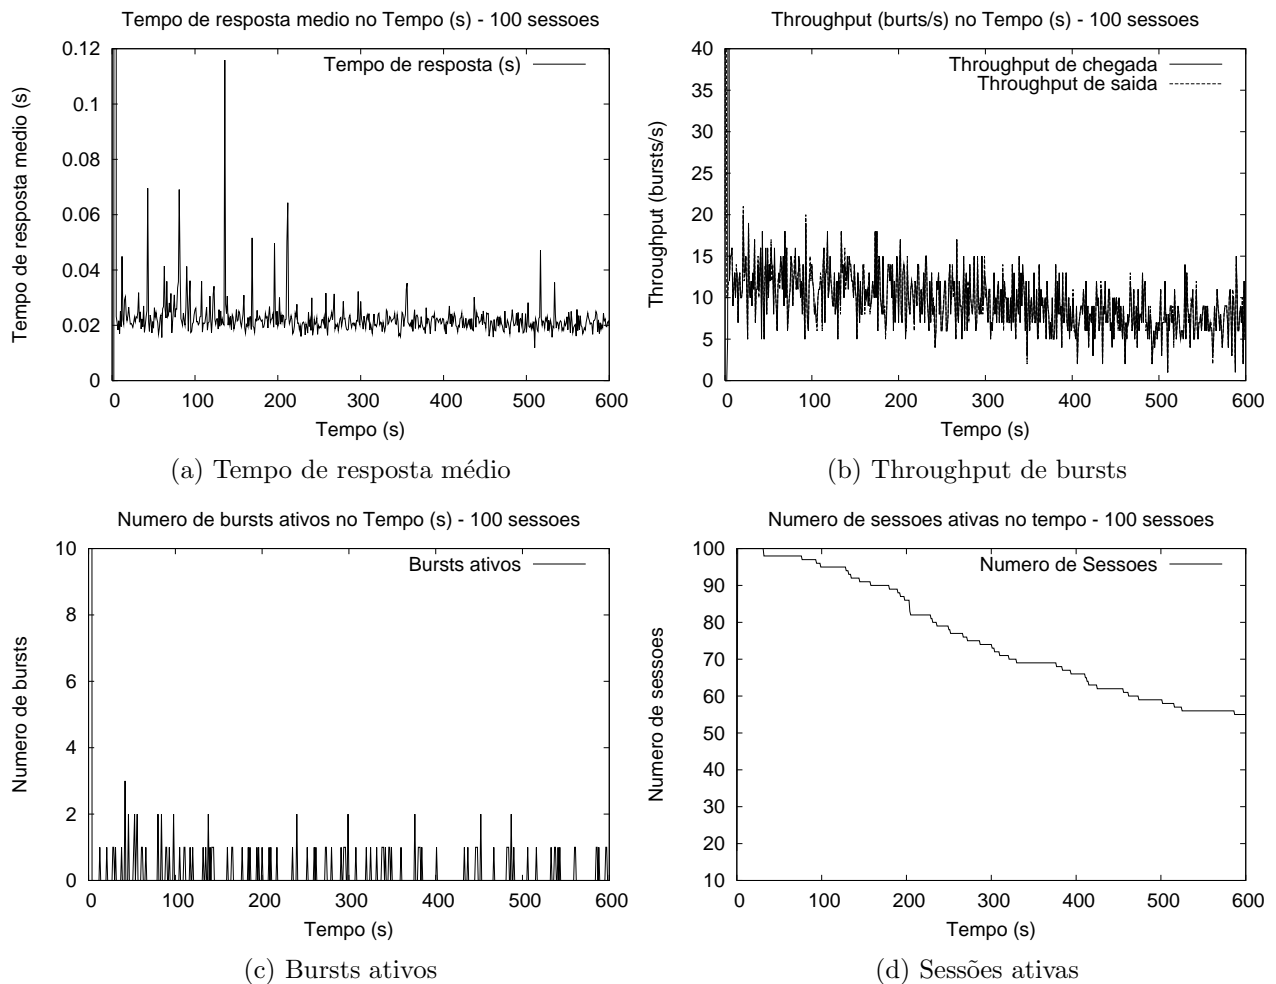 Tempo de resposta medio no Tempo (s) - 100 sessoes
Tempo de resposta (s)
Tempo de resposta medio (s)
0.12
0.1
0.08
0.06
0.04
0.02
0
0 100 200 300 400 500 600
Tempo (s)
(a) Tempo de resposta médio
Throughput (burts/s) no Tempo (s) - 100 sessoes
Throughput de chegada
Throughput de saida
Throughput (bursts/s)
40
35
30
25
20
15
10
5
0
0 100 200 300 400 500 600
Tempo (s)
(b) Throughput de bursts
Numero de bursts ativos no Tempo (s) - 100 sessoes
Bursts ativos
Numero de bursts
10
8
6
4
2
0
0 100 200 300 400 500 600
Tempo (s)
(c) Bursts ativos
Numero de sessoes ativas no tempo - 100 sessoes
Numero de Sessoes
Numero de sessoes
100
90
80
70
60
50
40
30
20
10
0 100 200 300 400 500 600
Tempo (s)
(d) Sessões ativas